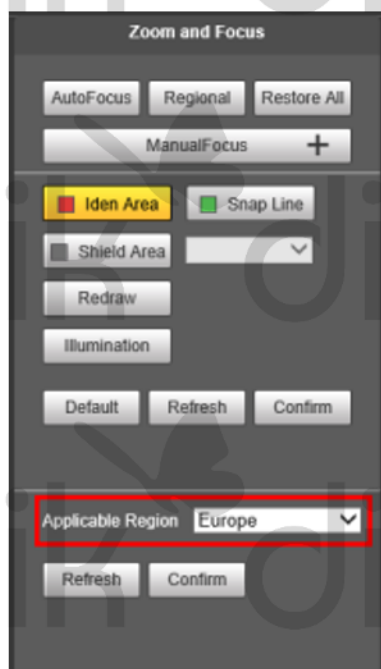 Zoom and Focus
AutoFocus Regional Restore All
ManualFocus +
Iden Area Snap Line
Shield Area
Redraw
Illumination
Default Refresh Confirm
Applicable Region Europe
Refresh Confirm